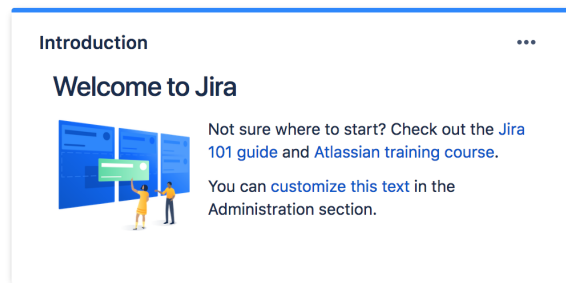 Introduction
Welcome to Jira
Not sure where to start? Check out the Jira
101 guide and Atlassian training course.
You can customize this text in the
Administration section.